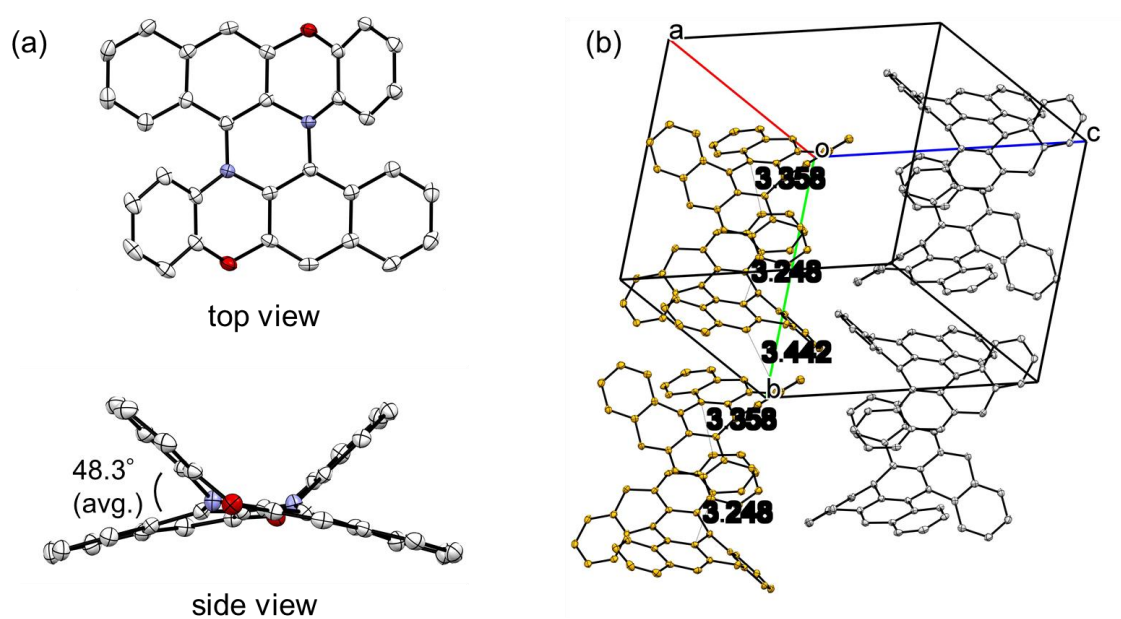 (a)
top view
48.3°
(avg.)
side view
(b)
a
o
c
3.358
3.248
3.442
b
3.358
3.248